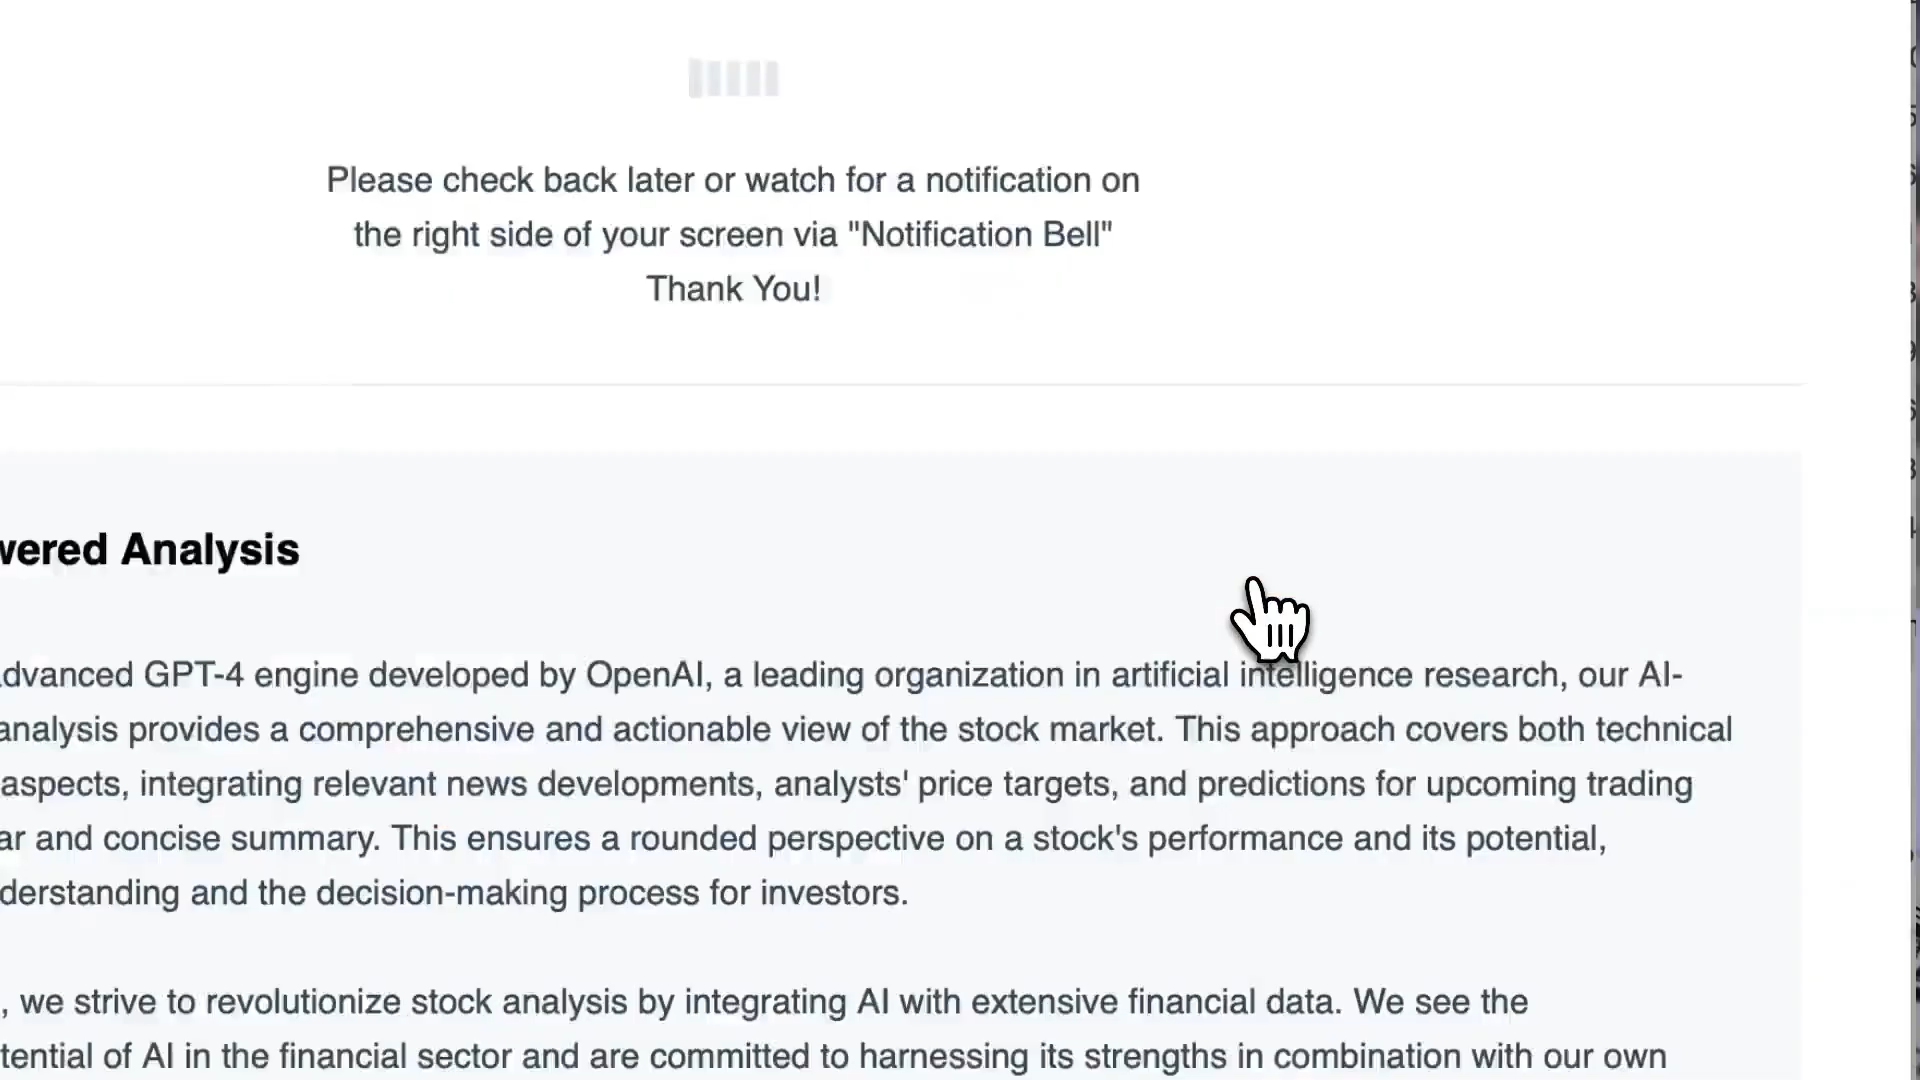 Please check back later or watch for a notification on
the right side of your screen via "Notification Bell"
Thank You!
wered Analysis
dvanced GPT-4 engine developed by OpenAI, a leading organization in artificial intelligence research, our AI-
analysis provides a comprehensive and actionable view of the stock market. This approach covers both technical
aspects, integrating relevant news developments, analysts' price targets, and predictions for upcoming trading
ar and concise summary. This ensures a rounded perspective on a stock's performance and its potential,
derstanding and the decision-making process for investors.
, we strive to revolutionize stock analysis by integrating AI with extensive financial data. We see the
tential of AI in the financial sector and are committed to harnessing its strengths in combination with our own